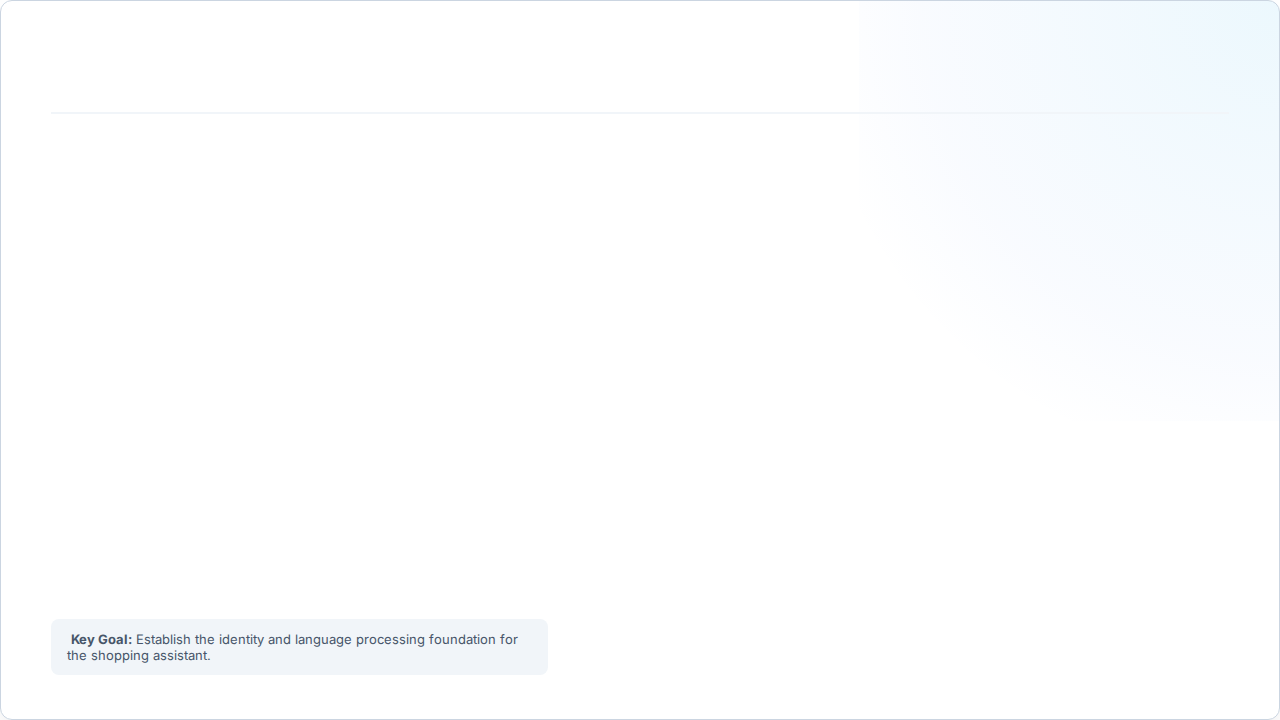 Key Goal: Establish the identity and language processing foundation for
the shopping assistant.